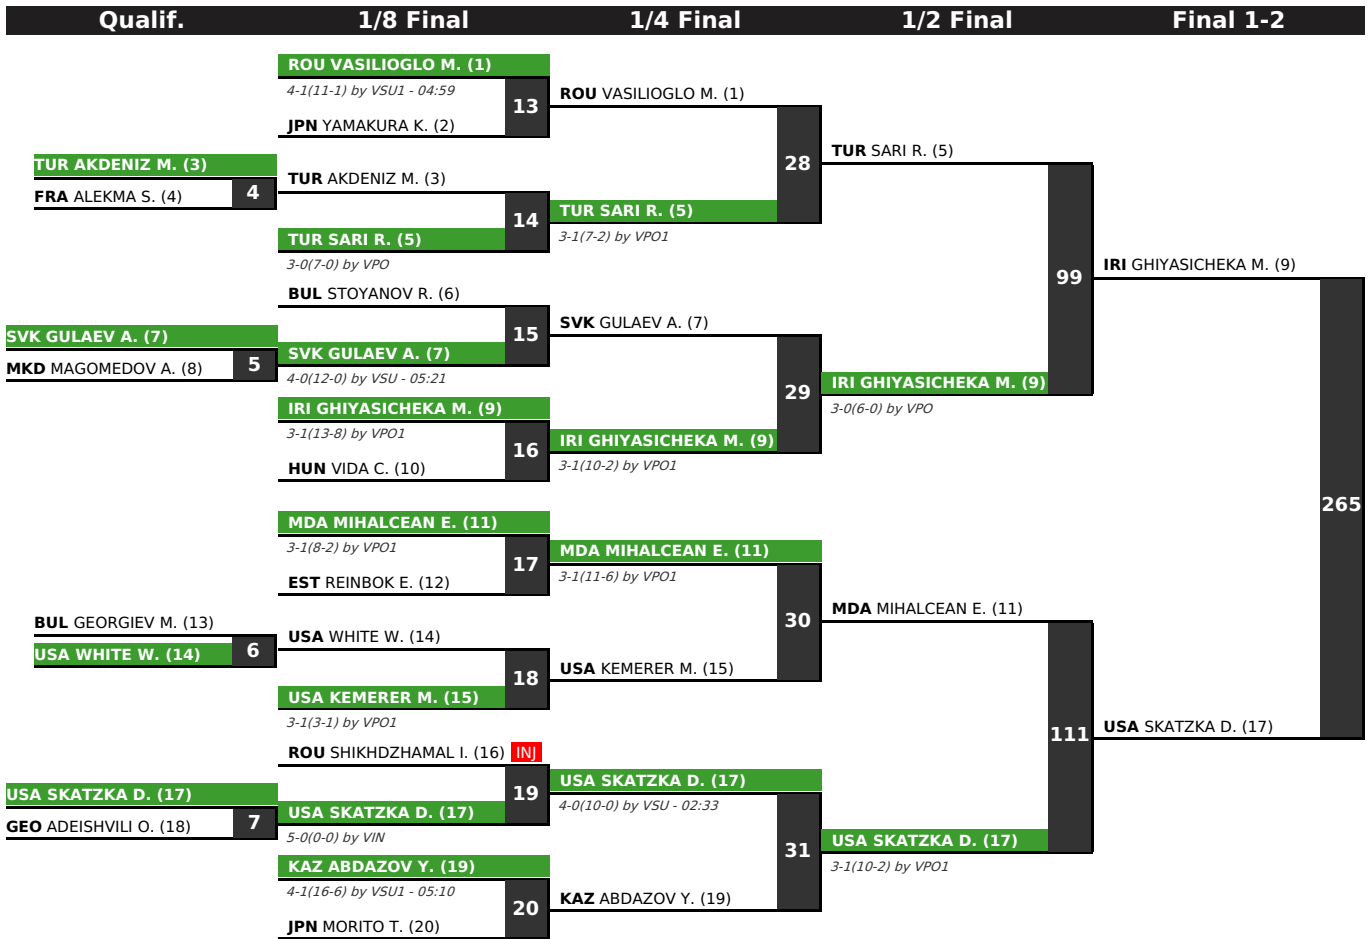 Qualif.
1/8 Final
1/4 Final
1/2 Final
Final 1-2
TUR AKDENIZ M. (3)
FRA ALEKMA S. (4)
4
SVK GULAEV A. (7)
MKD MAGOMEDOV A. (8)
5
BUL GEORGIEV M. (13)
USA WHITE W. (14)
6
USA SKATZKA D. (17)
GEO ADEISHVILI O. (18)
7
ROU VASILIOGLO M. (1)
4-1(11-1) by VSU1 - 04:59
JPN YAMAKURA K. (2)
13
TUR AKDENIZ M. (3)
TUR SARI R. (5)
3-0(7-0) by VPO
14
BUL STOYANOV R. (6)
SVK GULAEV A. (7)
4-0(12-0) by VSU - 05:21
15
IRI GHIYASICHEKA M. (9)
3-1(13-8) by VPO1
HUN VIDA C. (10)
16
MDA MIHALCEAN E. (11)
3-1(8-2) by VPO1
EST REINBOK E. (12)
17
USA WHITE W. (14)
USA KEMERER M. (15)
3-1(3-1) by VPO1
18
ROU SHIKHDZHAMAL I. (16) INJ
USA SKATZKA D. (17)
5-0(0-0) by VIN
19
KAZ ABDAZOV Y. (19)
4-1(16-6) by VSU1 - 05:10
JPN MORITO T. (20)
20
ROU VASILIOGLO M. (1)
TUR SARI R. (5)
3-1(7-2) by VPO1
28
SVK GULAEV A. (7)
IRI GHIYASICHEKA M. (9)
3-1(10-2) by VPO1
29
MDA MIHALCEAN E. (11)
3-1(11-6) by VPO1
USA KEMERER M. (15)
30
USA SKATZKA D. (17)
4-0(10-0) by VSU - 02:33
KAZ ABDAZOV Y. (19)
31
TUR SARI R. (5)
IRI GHIYASICHEKA M. (9)
3-0(6-0) by VPO
99
MDA MIHALCEAN E. (11)
USA SKATZKA D. (17)
3-1(10-2) by VPO1
111
IRI GHIYASICHEKA M. (9)
USA SKATZKA D. (17)
265